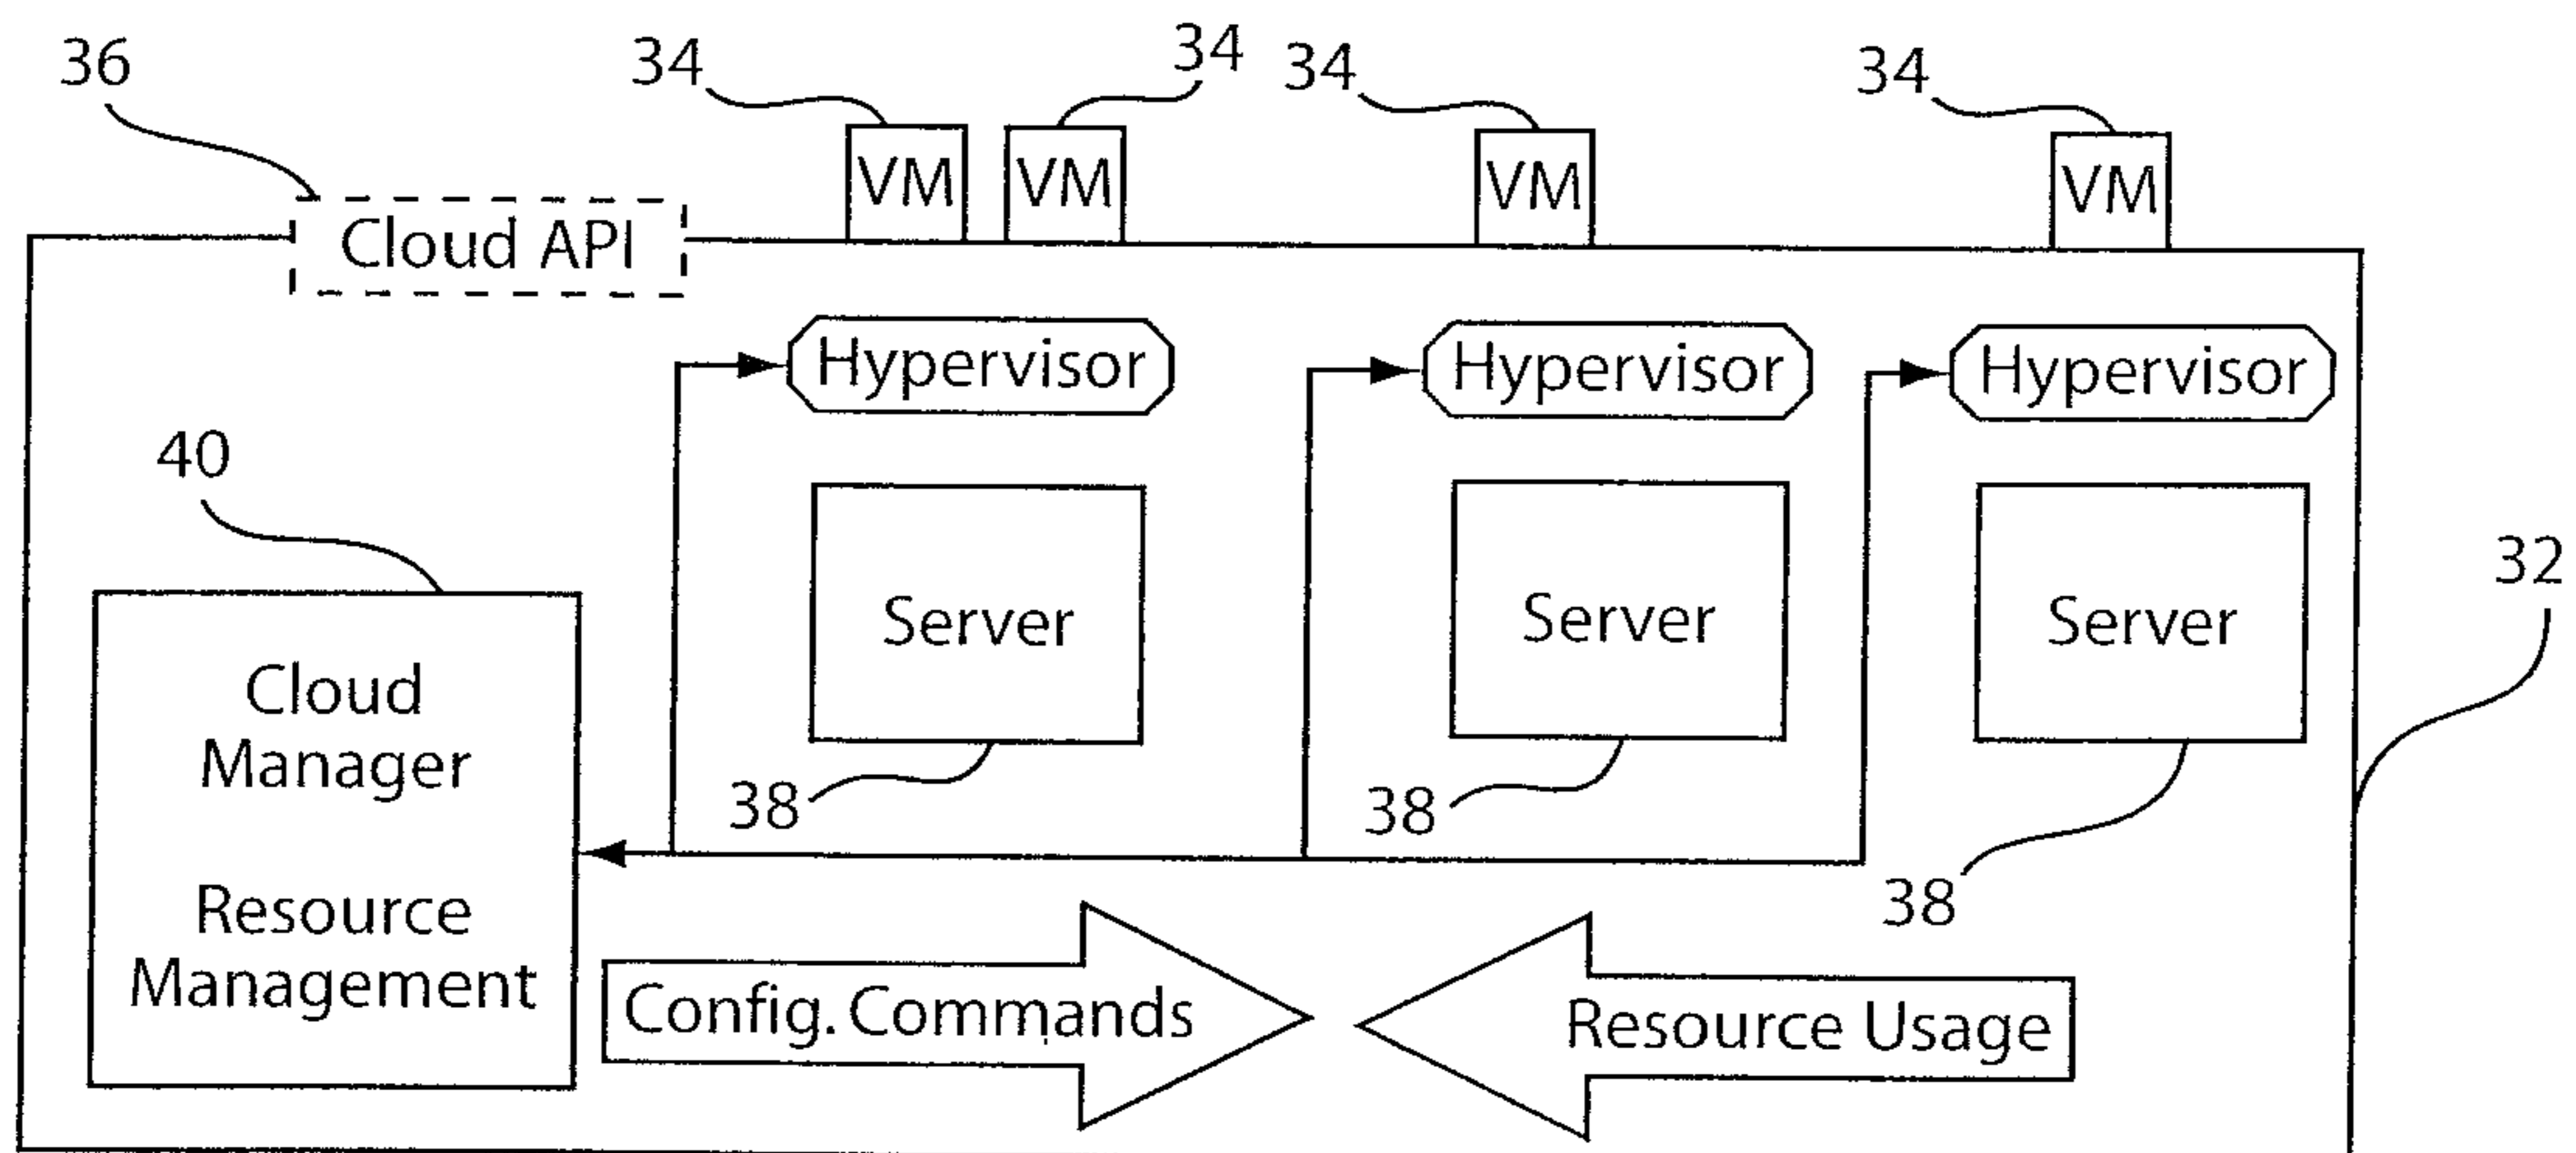 36
34
34
34
34
VM
VM
VM
VM
Cloud API
Hypervisor
Hypervisor
Hypervisor
40
32
Server
Server
Server
Cloud
Manager
38
38
38
Resource
Management
Config. Commands
Resource Usage